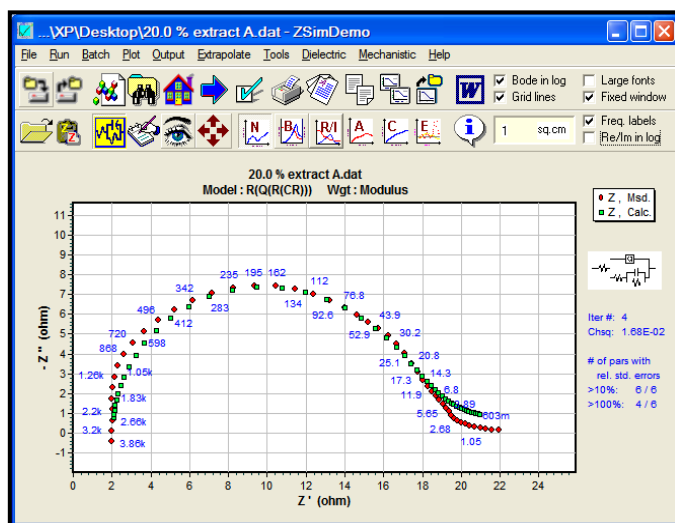 ...\XP\Desktop\20.0 % extract A.dat - ZSimDemo
File Run Batch Plot Output Extrapolate Tools Dielectric Mechanistic Help
W Bode in log Large fonts
Grid lines Fixed window
N B R/I A C E 1 sq.cm Freq. labels
Re/Im in log
20.0 % extract A.dat
Model : R(Q(R(CR))) Wgt : Modulus
Z , Msd.
Z , Calc.
-Z'' (ohm)
11
10
9
8
7
6
5
4
3
2
1
0
-1
342 235 195 162 112
496 76.8
720 283 134 92.6 43.9
868 412 52.9 30.2
598 25.1 20.8
1.26k 1.05k 17.3 14.3
1.83k 11.9 6.8
2.2k 2.66k 5.65 603m
3.2k 3.86k 2.68 1.05
0 2 4 6 8 10 12 14 16 18 20 22 24
Z ' (ohm)
Q
Iter #: 4
Chsq: 1.68E-02
# of pars with
rel. std. errors
>10%: 6 / 6
>100%: 4 / 6